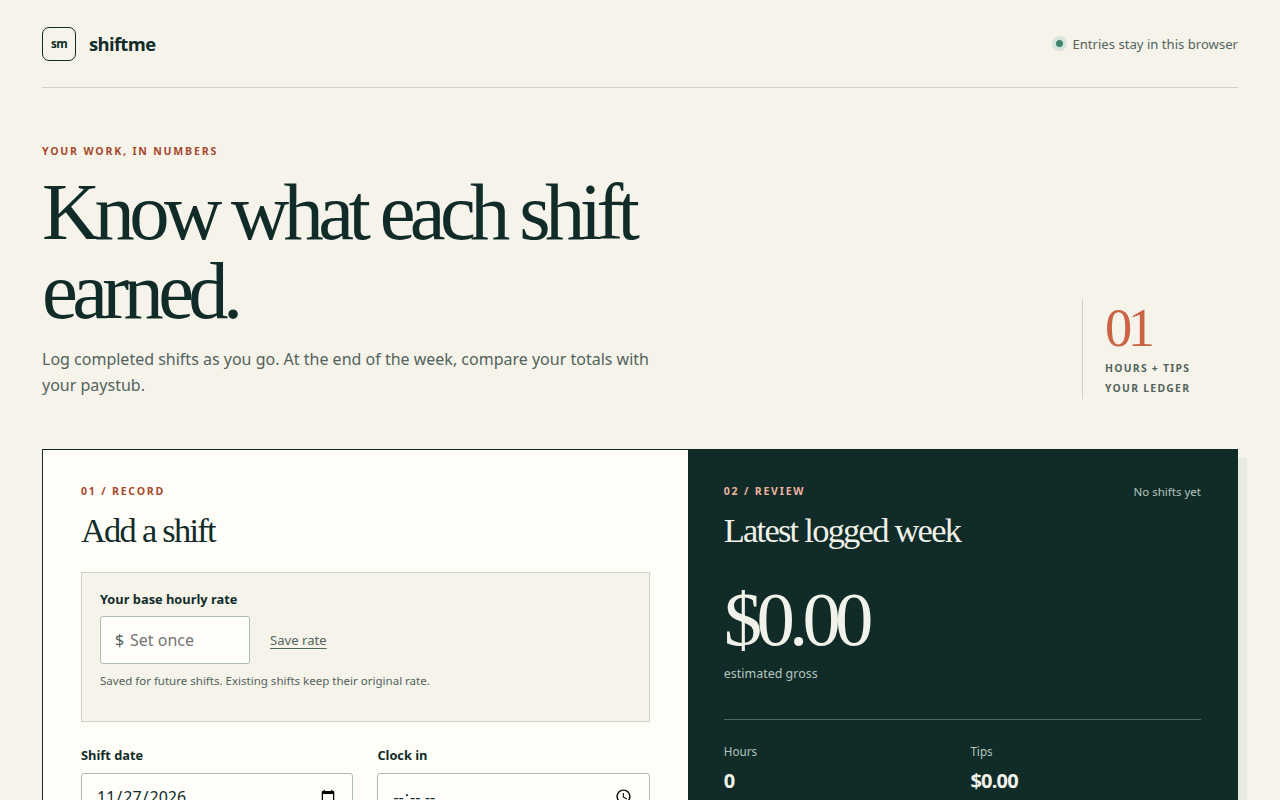 sm shiftme
Entries stay in this browser
YOUR WORK, IN NUMBERS
Know what each shift
earned.
Log completed shifts as you go. At the end of the week, compare your totals with
your paystub.
01
HOURS + TIPS
YOUR LEDGER
01 / RECORD
Add a shift
Your base hourly rate
$ Set once
Save rate
Saved for future shifts. Existing shifts keep their original rate.
Shift date
Clock in
11/27/2026
--:-- --
02 / REVIEW
No shifts yet
Latest logged week
$0.00
estimated gross
Hours
Tips
0
$0.00